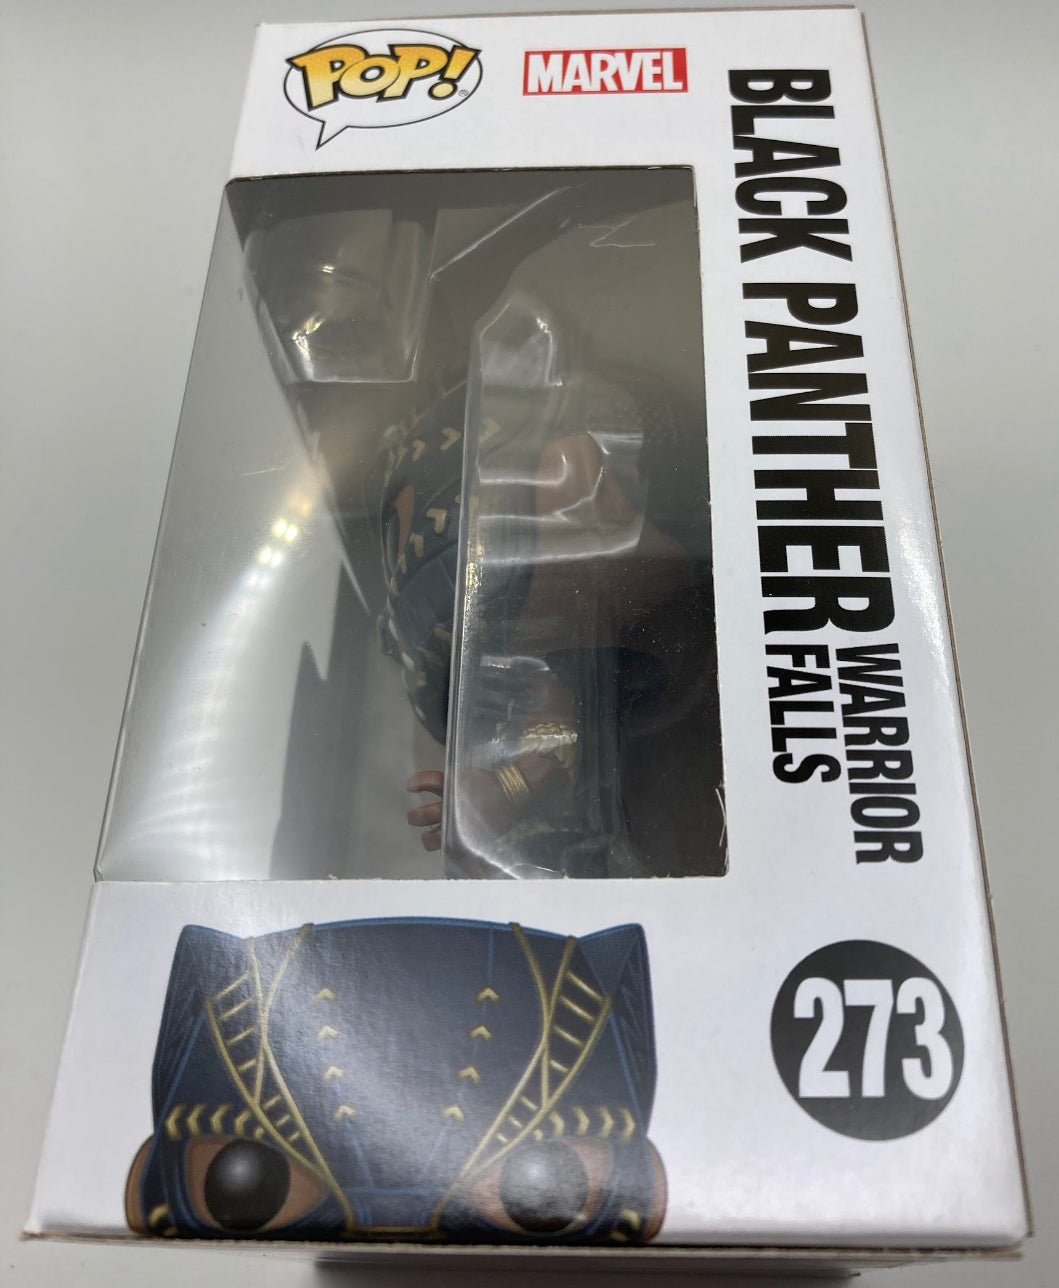 POP!
MARVEL
BLACK PANTHER
WARRIOR
FALLS
273